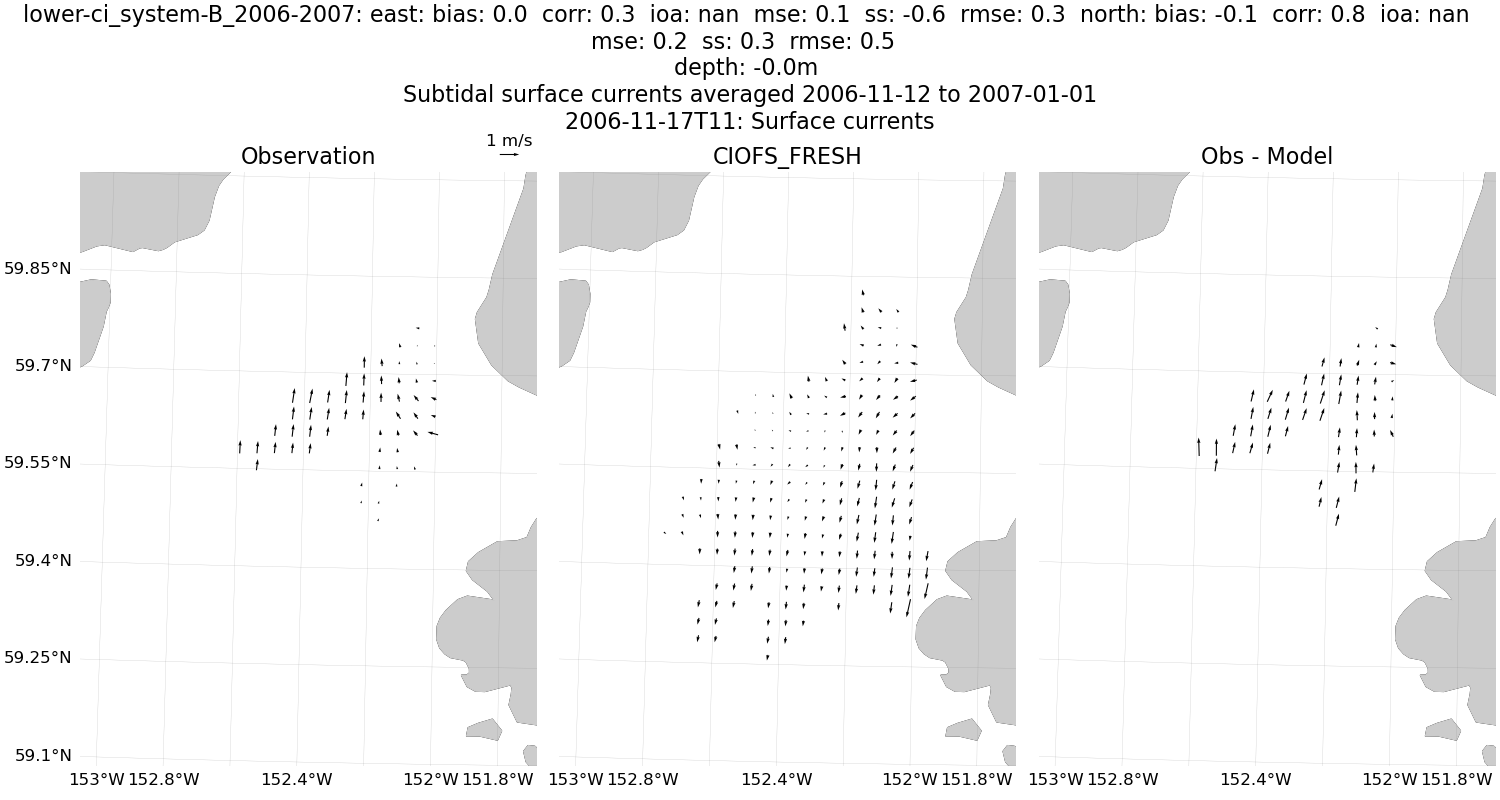 lower-ci_system-B_2006-2007: east: bias: 0.0  corr: 0.3  ioa: nan  mse: 0.1  ss: -0.6  rmse: 0.3  north: bias: -0.1  corr: 0.8  ioa: nan
mse: 0.2  ss: 0.3  rmse: 0.5
depth: -0.0m
Subtidal surface currents averaged 2006-11-12 to 2007-01-01
2006-11-17T11: Surface currents
1 m/s
Observation
CIOFS_FRESH
Obs - Model
59.85°N
59.7°N
59.55°N
59.4°N
59.25°N
59.1°N
153°W 152.8°W 152.4°W 152°W 151.8°W 153°W 152.8°W 152.4°W 152°W 151.8°W 153°W 152.8°W 152.4°W 152°W 151.8°W